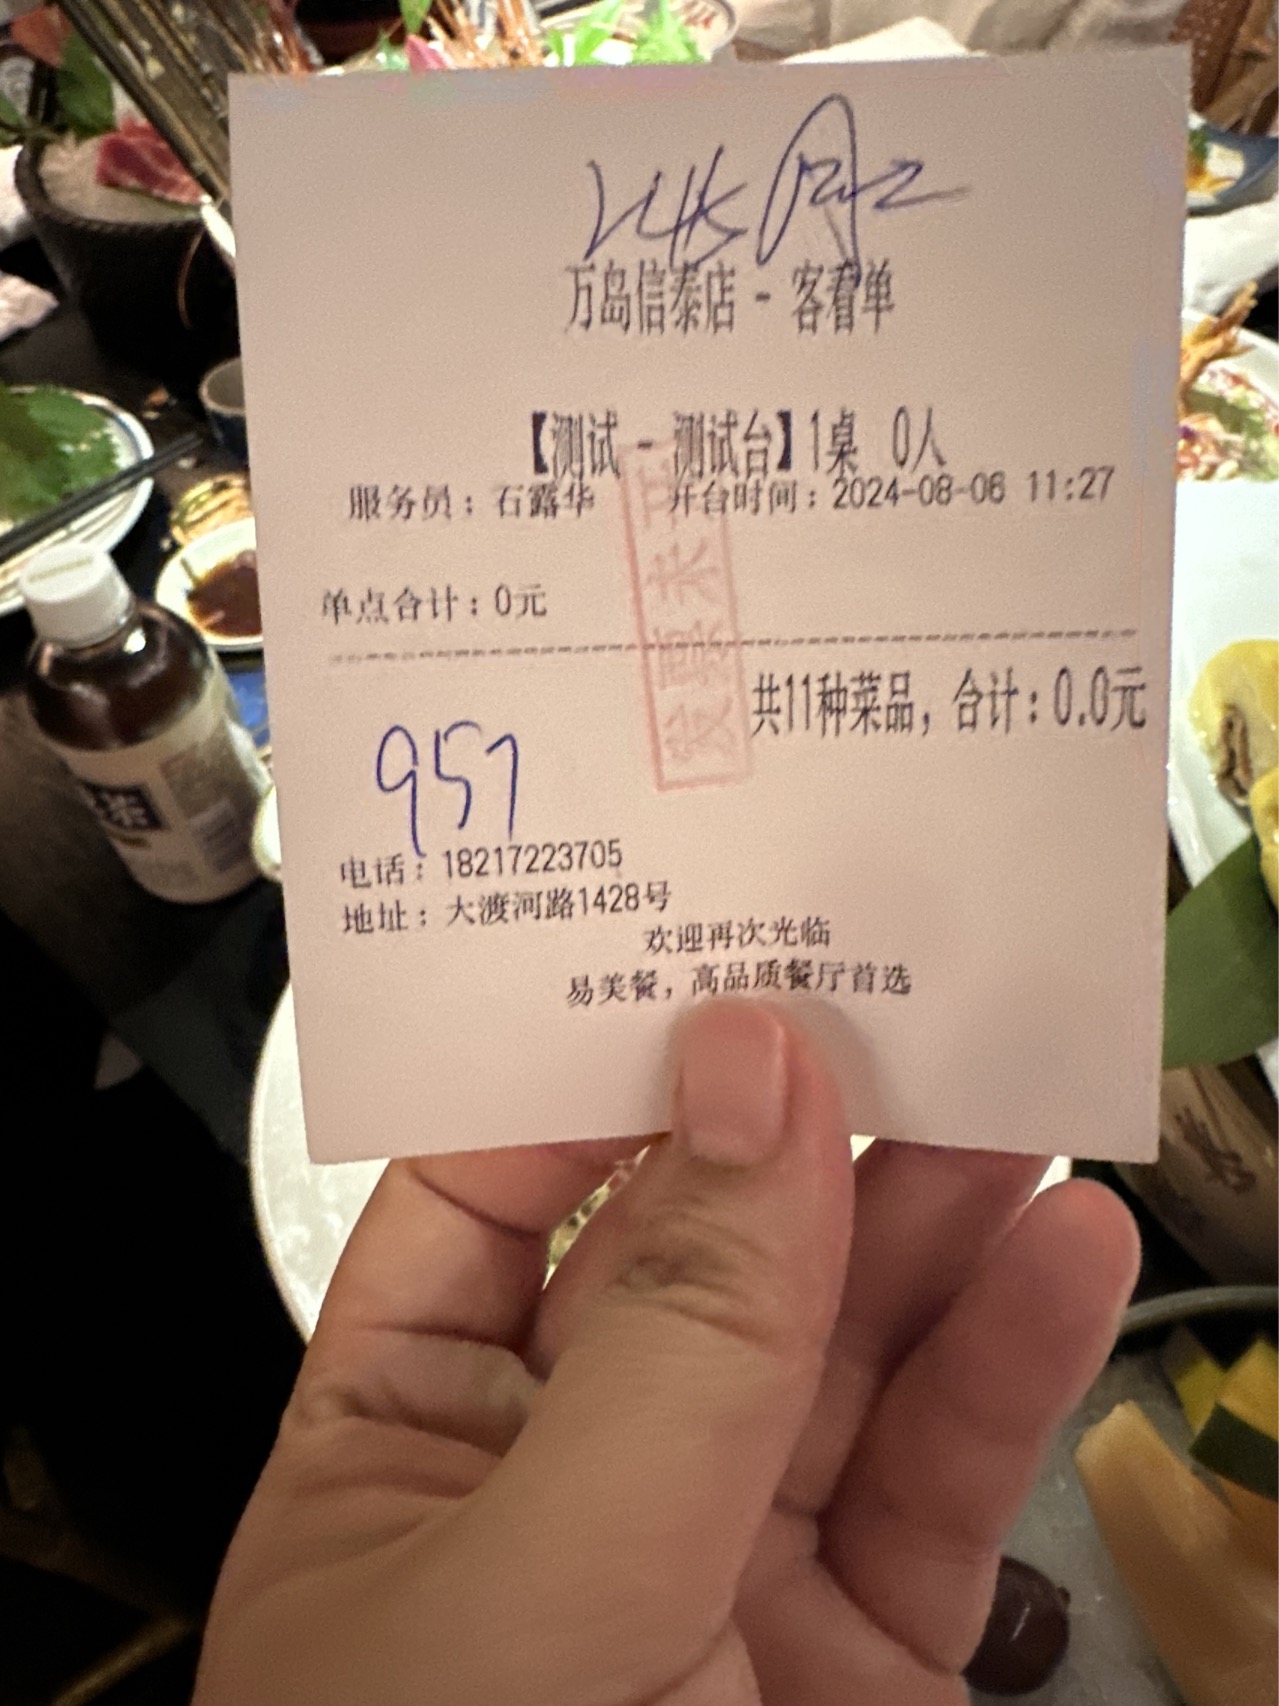 万岛信泰店 - 客看单
【测试 - 测试台】1桌 0人
服务员：石露华 开台时间：2024-08-06 11:27
单点合计：0元
共11种菜品，合计：0.0元
957
电话：18217223705
地址：大渡河路1428号
欢迎再次光临
易美餐，高品质餐厅首选
发票未开